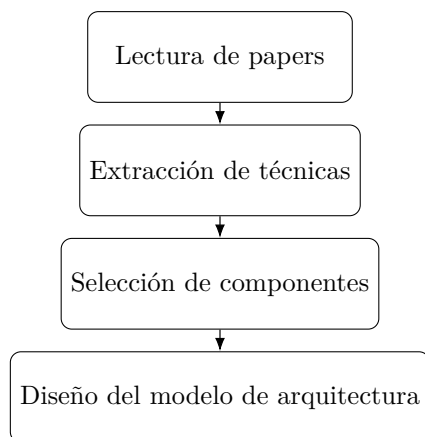 Lectura de papers
Extracción de técnicas
Selección de componentes
Diseño del modelo de arquitectura